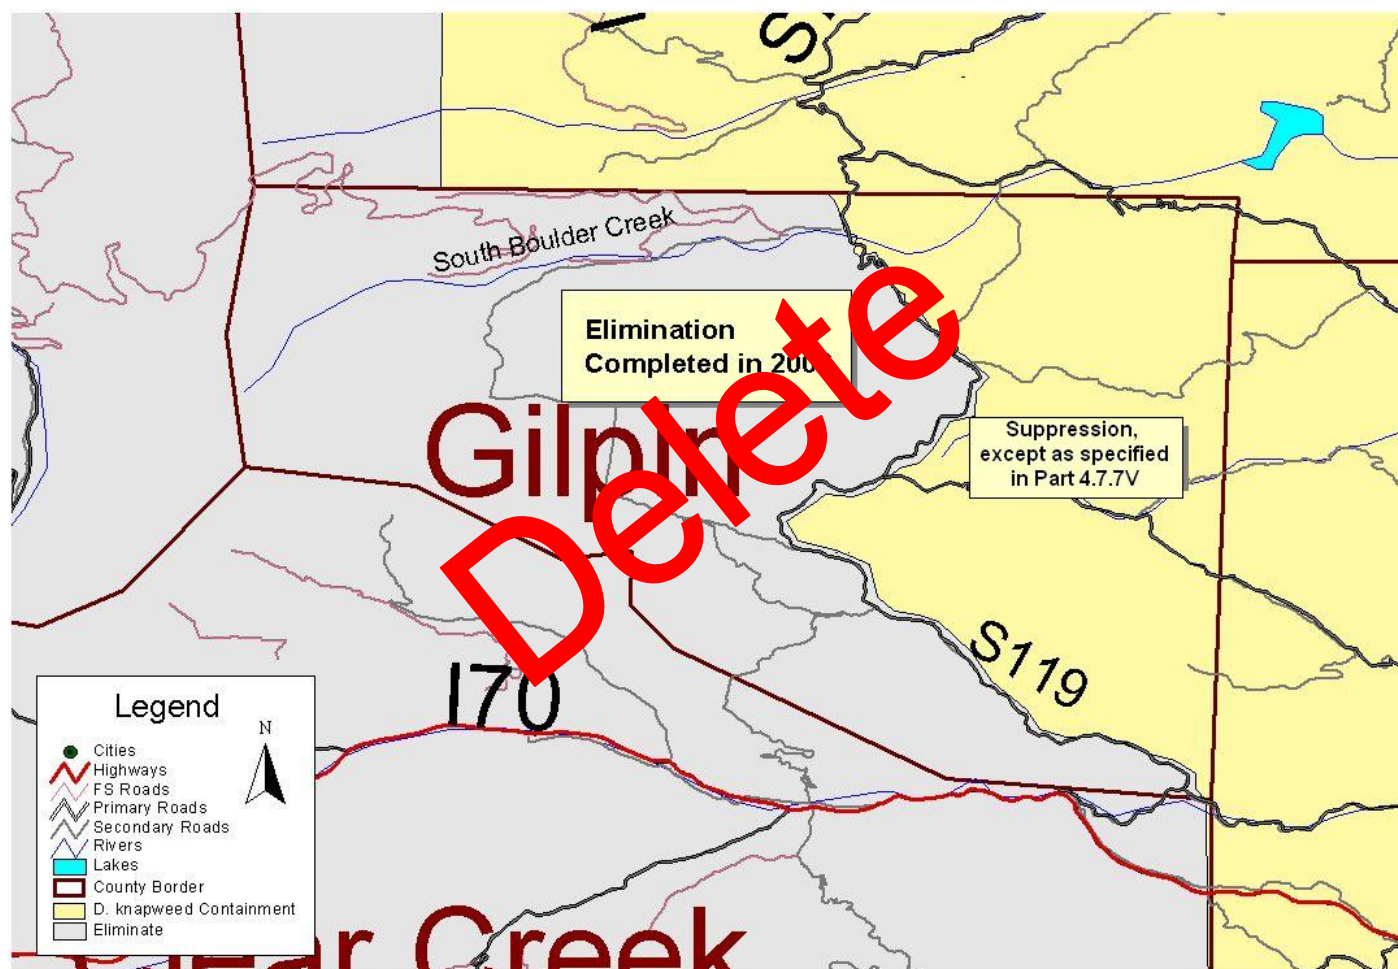 South Boulder Creek
Elimination
Completed in
Gilpin
Delete
Suppression,
except as specified
in Part 4.7.7V
S119
I70
Legend
N
Cities
Highways
FS Roads
Primary Roads
Secondary Roads
Rivers
Lakes
County Border
D. knapweed Containment
Eliminate
Creek